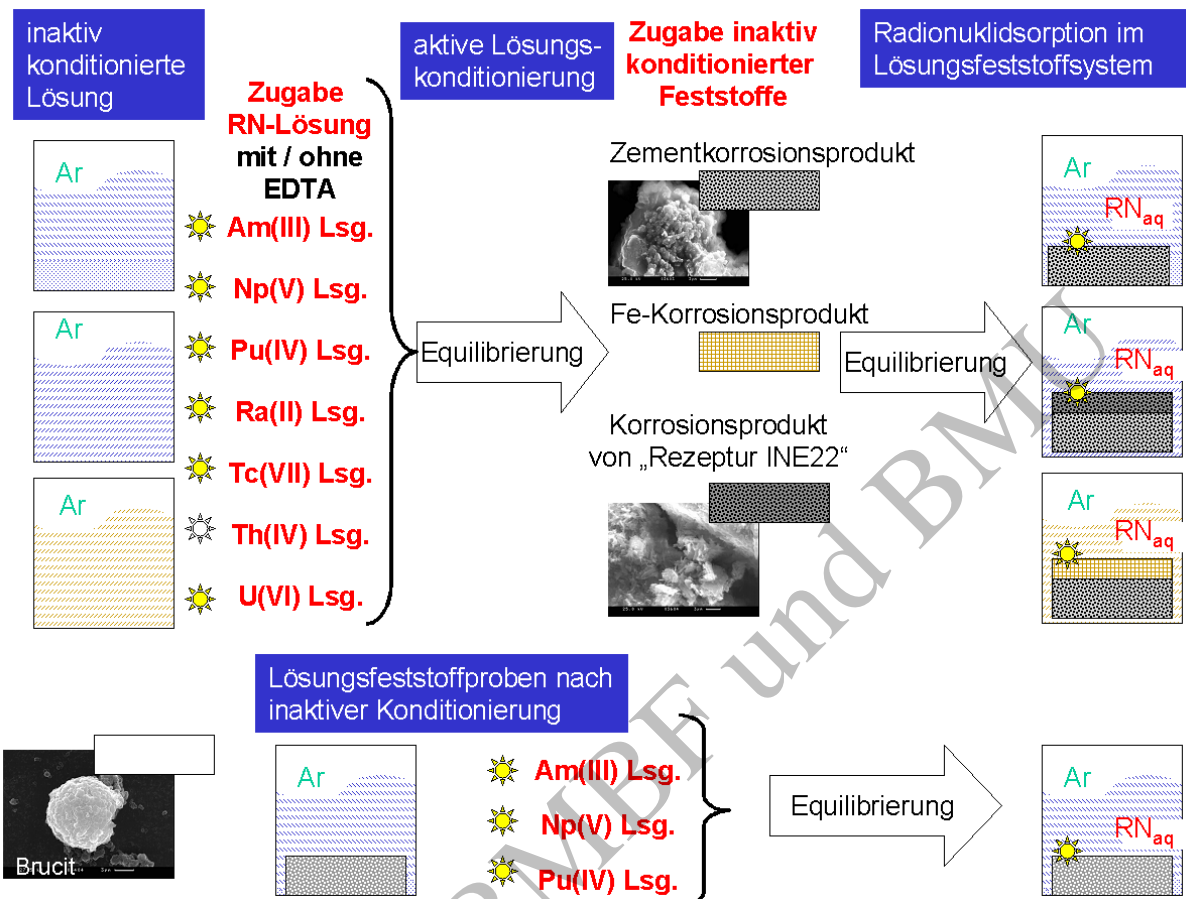 inaktiv
konditionierte
Lösung
Zugabe
RN-Lösung
mit / ohne
EDTA
aktive Lösungs-
konditionierung
Zugabe inaktiv
konditionierter
Feststoffe
Radionuklidsorption im
Lösungsfeststoffsystem
Ar
Ar
Ar
Am(III) Lsg.
Np(V) Lsg.
Pu(IV) Lsg.
Ra(II) Lsg.
Tc(VII) Lsg.
Th(IV) Lsg.
U(VI) Lsg.
Equilibrierung
Zementkorrosionsprodukt
Fe-Korrosionsprodukt
Korrosionsprodukt
von „Rezeptur INE22“
Equilibrierung
Ar
RNaq
Ar
RNaq
Ar
RNaq
Lösungsfeststoffproben nach
inaktiver Konditionierung
Brucit
Ar
Am(III) Lsg.
Np(V) Lsg.
Pu(IV) Lsg.
Equilibrierung
Ar
RNaq
BMBF und BMU